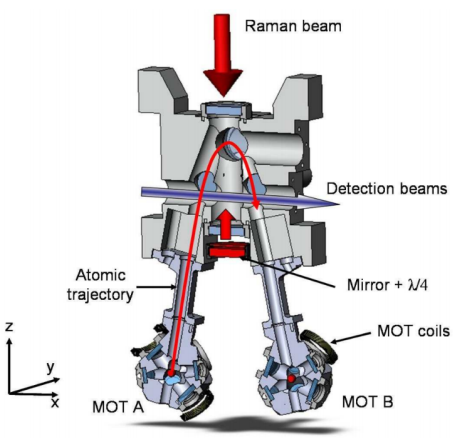 Raman beam
Detection beams
Atomic
trajectory
Mirror + λ/4
MOT coils
z
y
x
MOT A
MOT B